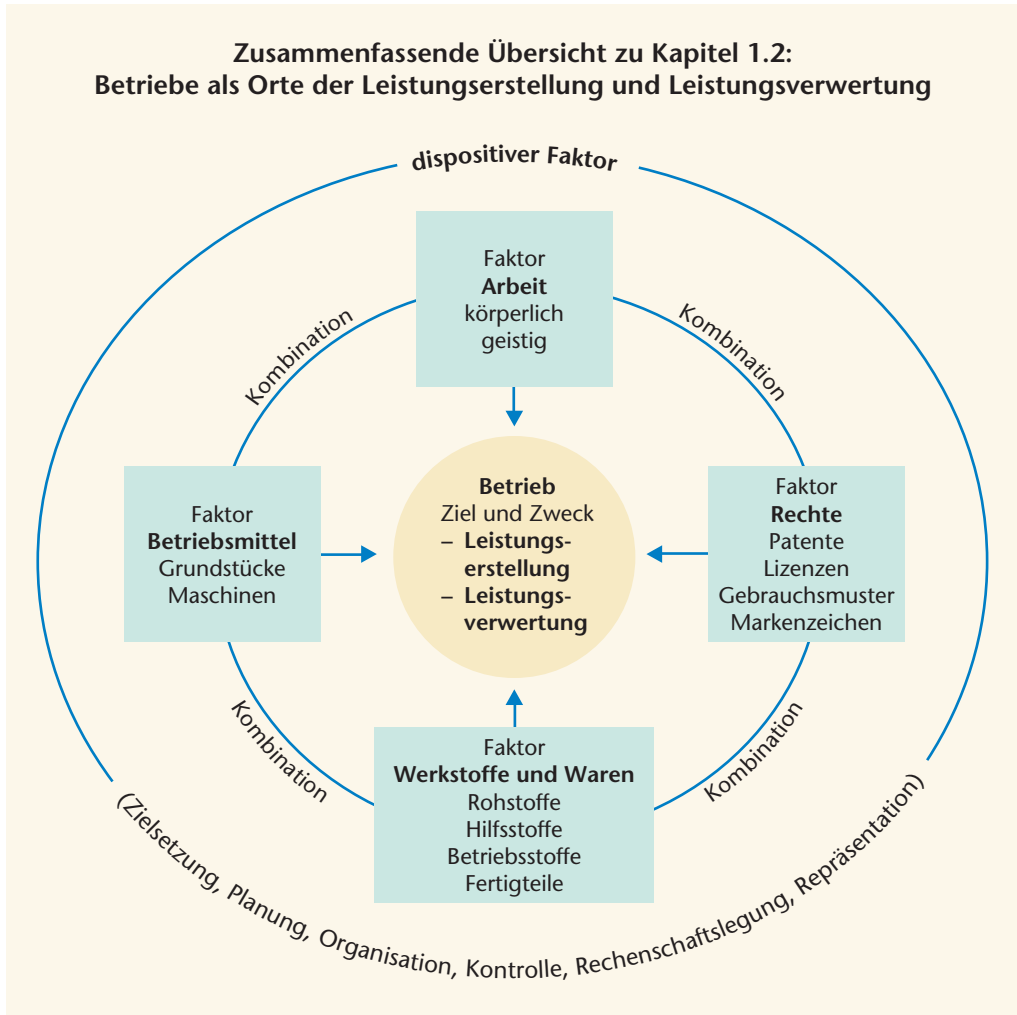 Zusammenfassende Übersicht zu Kapitel 1.2:
Betriebe als Orte der Leistungserstellung und Leistungsverwertung
dispositiver Faktor
Faktor
Arbeit
körperlich
geistig
Kombination
Kombination
Faktor
Betriebsmittel
Grundstücke
Maschinen
Betrieb
Ziel und Zweck
– Leistungs-
erstellung
– Leistungs-
verwertung
Faktor
Rechte
Patente
Lizenzen
Gebrauchsmuster
Markenzeichen
Kombination
Kombination
Faktor
Werkstoffe und Waren
Rohstoffe
Hilfsstoffe
Betriebsstoffe
Fertigteile
(Zielsetzung, Planung, Organisation, Kontrolle, Rechenschaftslegung, Repräsentation)